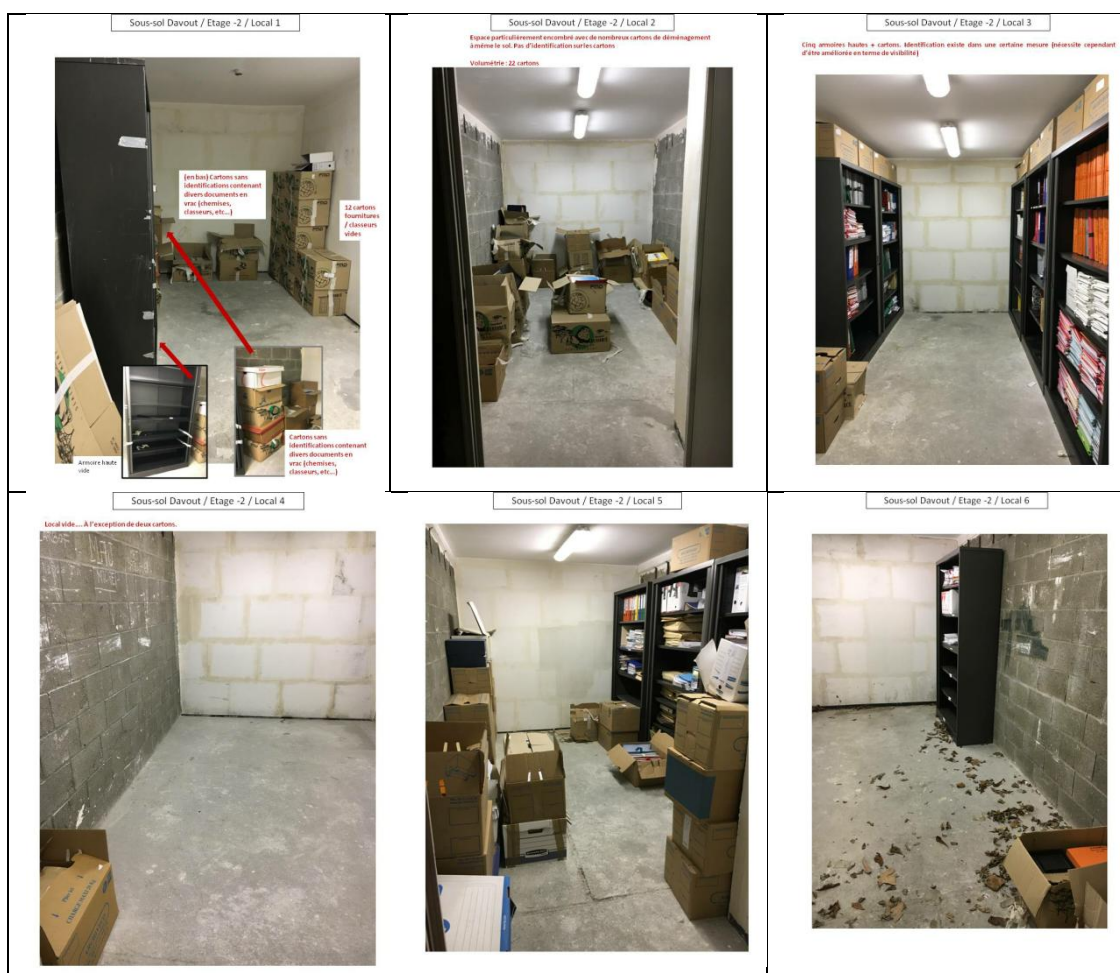 Sous-sol Davout / Etage -2 / Local 1
(en bas) Cartons sans
identifications contenant
divers documents en
vrac (chemises,
classeurs, etc...)
12 cartons
fournitures
/ classeurs
vides
Armoire haute
vide
Cartons sans
identifications contenant
divers documents en
vrac (chemises,
classeurs, etc...)
Sous-sol Davout / Etage -2 / Local 2
Espace particulièrement encombré avec de nombreux cartons de déménagement
à même le sol. Pas d'identification sur les cartons
Volumétrie : 22 cartons
Sous-sol Davout / Etage -2 / Local 3
Cinq armoires hautes + cartons. Identification existe dans une certaine mesure (nécessite cependant
d'être améliorée en terme de visibilité)
Sous-sol Davout / Etage -2 / Local 4
Local vide.... À l'exception de deux cartons.
Sous-sol Davout / Etage -2 / Local 5
Sous-sol Davout / Etage -2 / Local 6